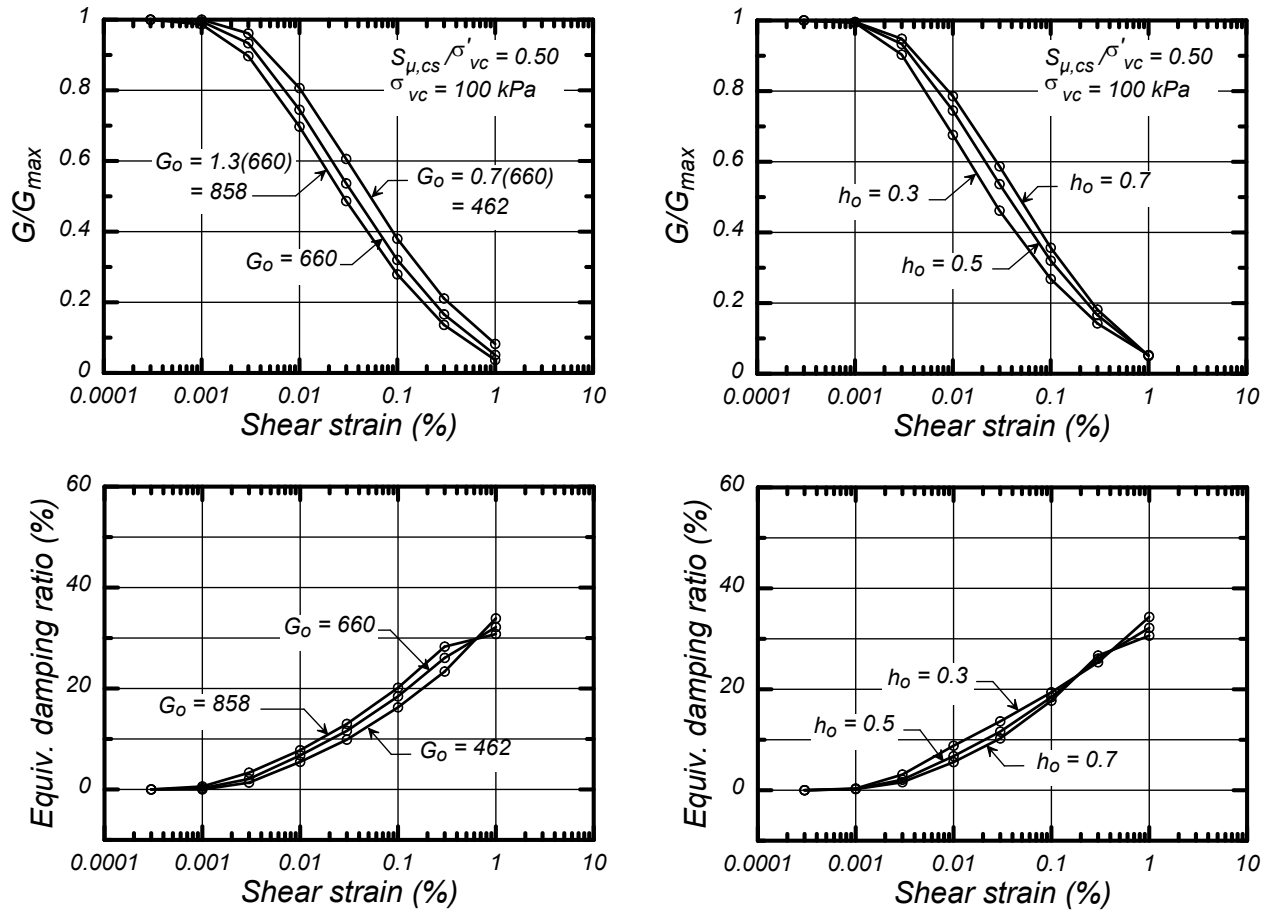 1
0.8
0.6
0.4
0.2
0
G/Gmax
Sμ,cs/σ'vc = 0.50
σvc = 100 kPa
Go = 1.3(660)
= 858
Go = 0.7(660)
= 462
Go = 660
0.0001 0.001 0.01 0.1 1 10
Shear strain (%)
1
0.8
0.6
0.4
0.2
0
G/Gmax
Sμ,cs/σ'vc = 0.50
σvc = 100 kPa
ho = 0.7
ho = 0.3
ho = 0.5
0.0001 0.001 0.01 0.1 1 10
Shear strain (%)
60
40
20
0
Equiv. damping ratio (%)
Go = 660
Go = 858
Go = 462
0.0001 0.001 0.01 0.1 1 10
Shear strain (%)
60
40
20
0
Equiv. damping ratio (%)
ho = 0.3
ho = 0.5
ho = 0.7
0.0001 0.001 0.01 0.1 1 10
Shear strain (%)